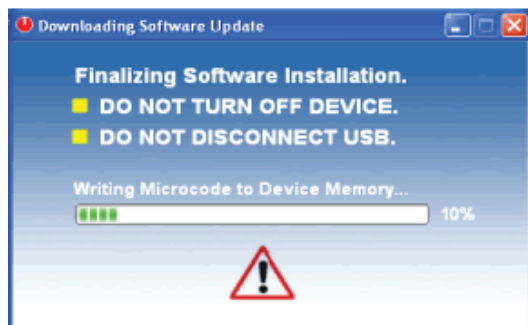 Downloading Software Update
Finalizing Software Installation.
DO NOT TURN OFF DEVICE.
DO NOT DISCONNECT USB.
Writing Microcode to Device Memory...
10%
!